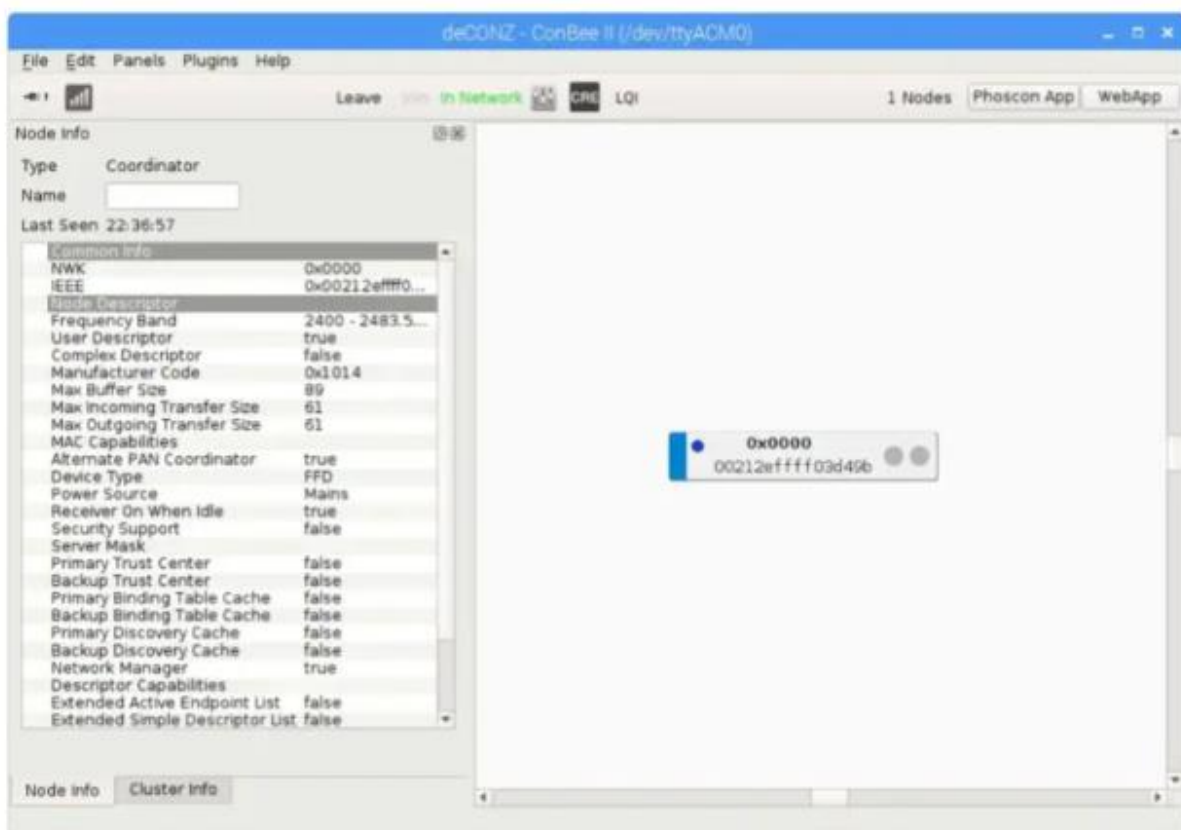 deCONZ - ConBee II (/dev/ttyACM0)
File Edit Panels Plugins Help
Leave Join In Network CRE LQI 1 Nodes Phoscon App WebApp
Node Info
Type Coordinator
Name
Last Seen 22:36:57
Common Info
NWK 0x0000
IEEE 0x00212effff0...
Node Descriptor
Frequency Band 2400 - 2483.5...
User Descriptor true
Complex Descriptor false
Manufacturer Code 0x1014
Max Buffer Size 89
Max Incoming Transfer Size 61
Max Outgoing Transfer Size 61
MAC Capabilities
Alternate PAN Coordinator true
Device Type FFD
Power Source Mains
Receiver On When Idle true
Security Support false
Server Mask
Primary Trust Center false
Backup Trust Center false
Primary Binding Table Cache false
Backup Binding Table Cache false
Primary Discovery Cache false
Backup Discovery Cache false
Network Manager true
Descriptor Capabilities
Extended Active Endpoint List false
Extended Simple Descriptor List false
0x0000
00212effff03d49b
Node Info Cluster Info